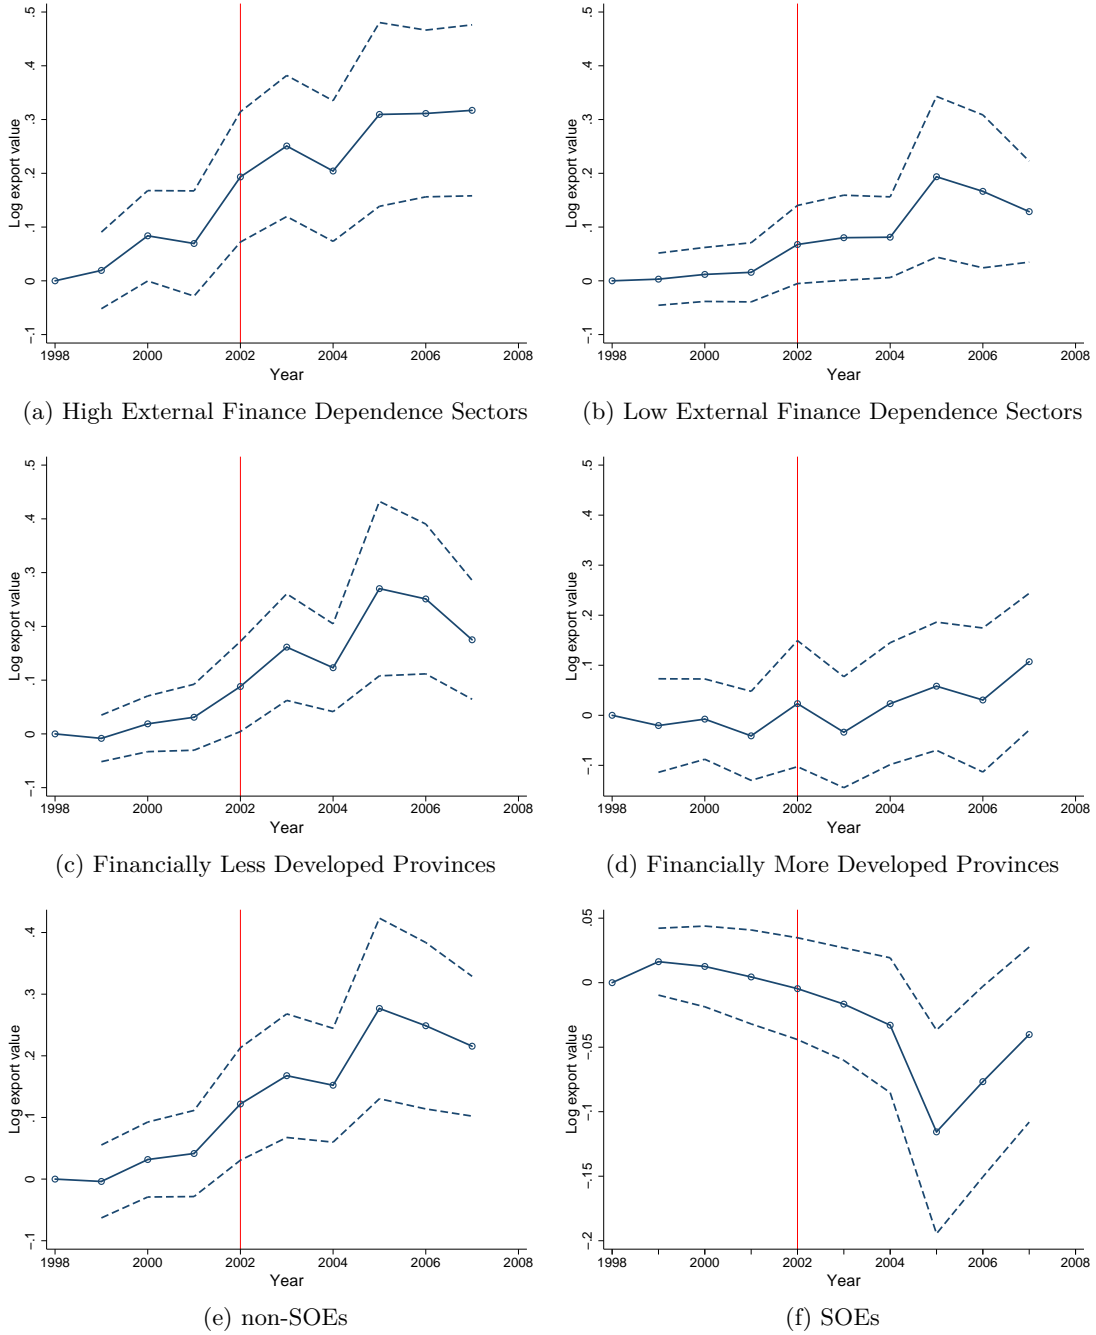 Log export value
.5
.4
.3
.2
.1
0
-.1
1998 2000 2002 2004 2006 2008
Year
(a) High External Finance Dependence Sectors
Log export value
.5
.4
.3
.2
.1
0
-.1
1998 2000 2002 2004 2006 2008
Year
(b) Low External Finance Dependence Sectors
Log export value
.5
.4
.3
.2
.1
0
-.1
1998 2000 2002 2004 2006 2008
Year
(c) Financially Less Developed Provinces
Log export value
.5
.4
.3
.2
.1
0
-.1
1998 2000 2002 2004 2006 2008
Year
(d) Financially More Developed Provinces
Log export value
.4
.3
.2
.1
0
-.1
1998 2000 2002 2004 2006 2008
Year
(e) non-SOEs
Log export value
.05
0
-.05
-.1
-.15
-.2
1998 2000 2002 2004 2006 2008
Year
(f) SOEs